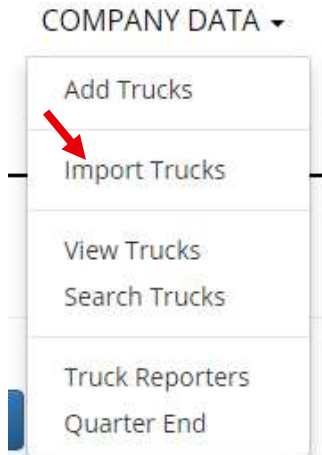 COMPANY DATA
Add Trucks
Import Trucks
View Trucks
Search Trucks
Truck Reporters
Quarter End